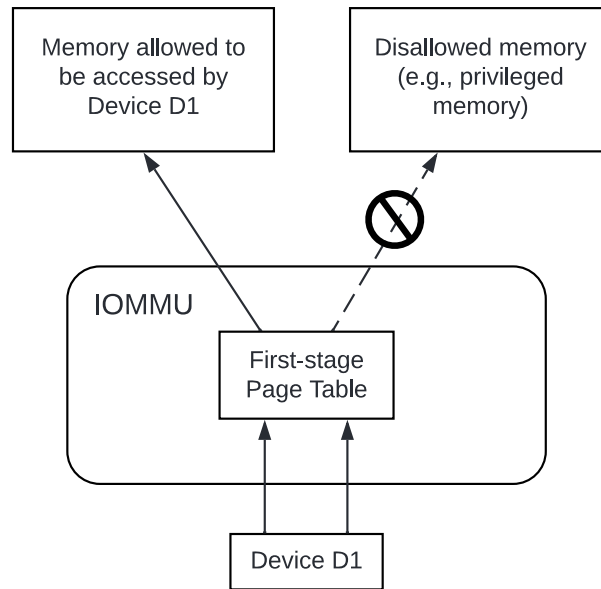 Memory allowed to
be accessed by
Device D1
Disallowed memory
(e.g., privileged
memory)
IOMMU
First-stage
Page Table
Device D1